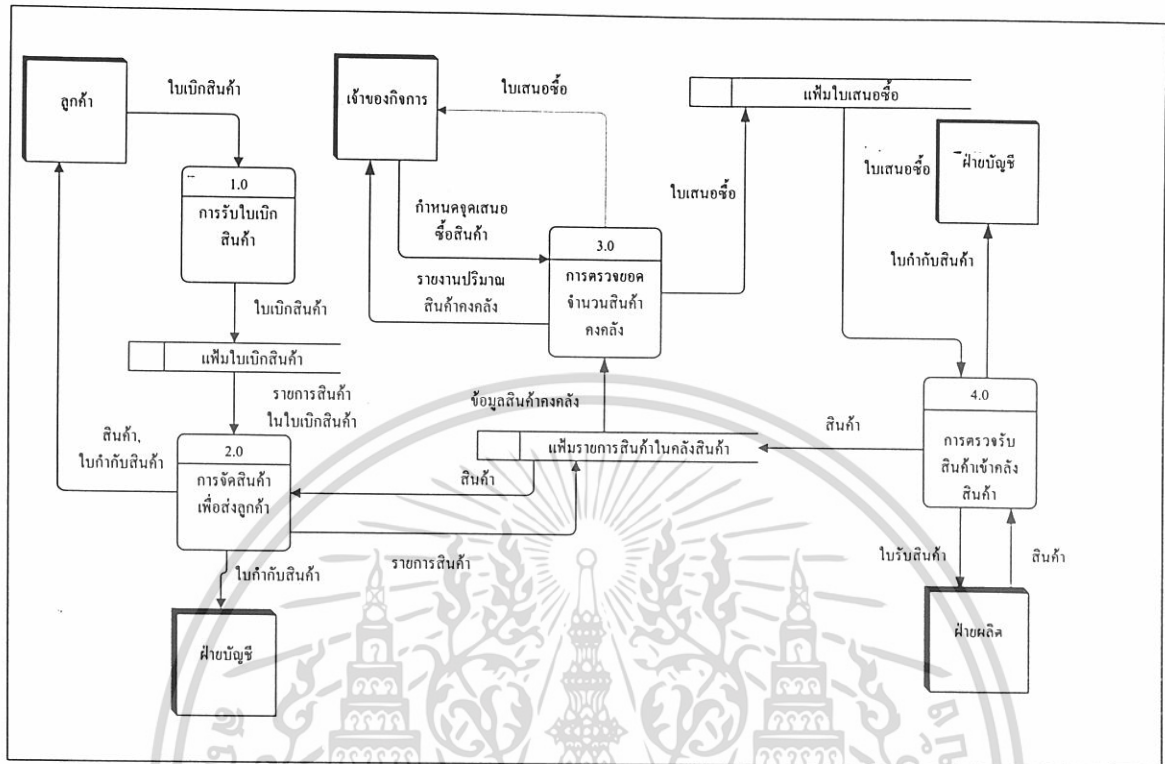 ลูกค้า
ใบเบิกสินค้า
1.0
การรับใบเบิก
สินค้า
ใบเบิกสินค้า
แฟ้มใบเบิกสินค้า
รายการสินค้า
ในใบเบิกสินค้า
2.0
การจัดสินค้า
เพื่อส่งลูกค้า
สินค้า,
ใบกำกับสินค้า
ใบกำกับสินค้า
ฝ่ายบัญชี
สินค้า
รายการสินค้า
เจ้าของกิจการ
ใบเสนอซื้อ
กำหนดจุดเสนอ
ซื้อสินค้า
รายงานปริมาณ
สินค้าคงคลัง
3.0
การตรวจยอด
จำนวนสินค้า
คงคลัง
ข้อมูลสินค้าคงคลัง
แฟ้มรายการสินค้าในคลังสินค้า
ใบเสนอซื้อ
แฟ้มใบเสนอซื้อ
ใบเสนอซื้อ
ฝ่ายบัญชี
ใบกำกับสินค้า
4.0
การตรวจรับ
สินค้าเข้าคลัง
สินค้า
สินค้า
ใบรับสินค้า
สินค้า
ฝ่ายผลิต